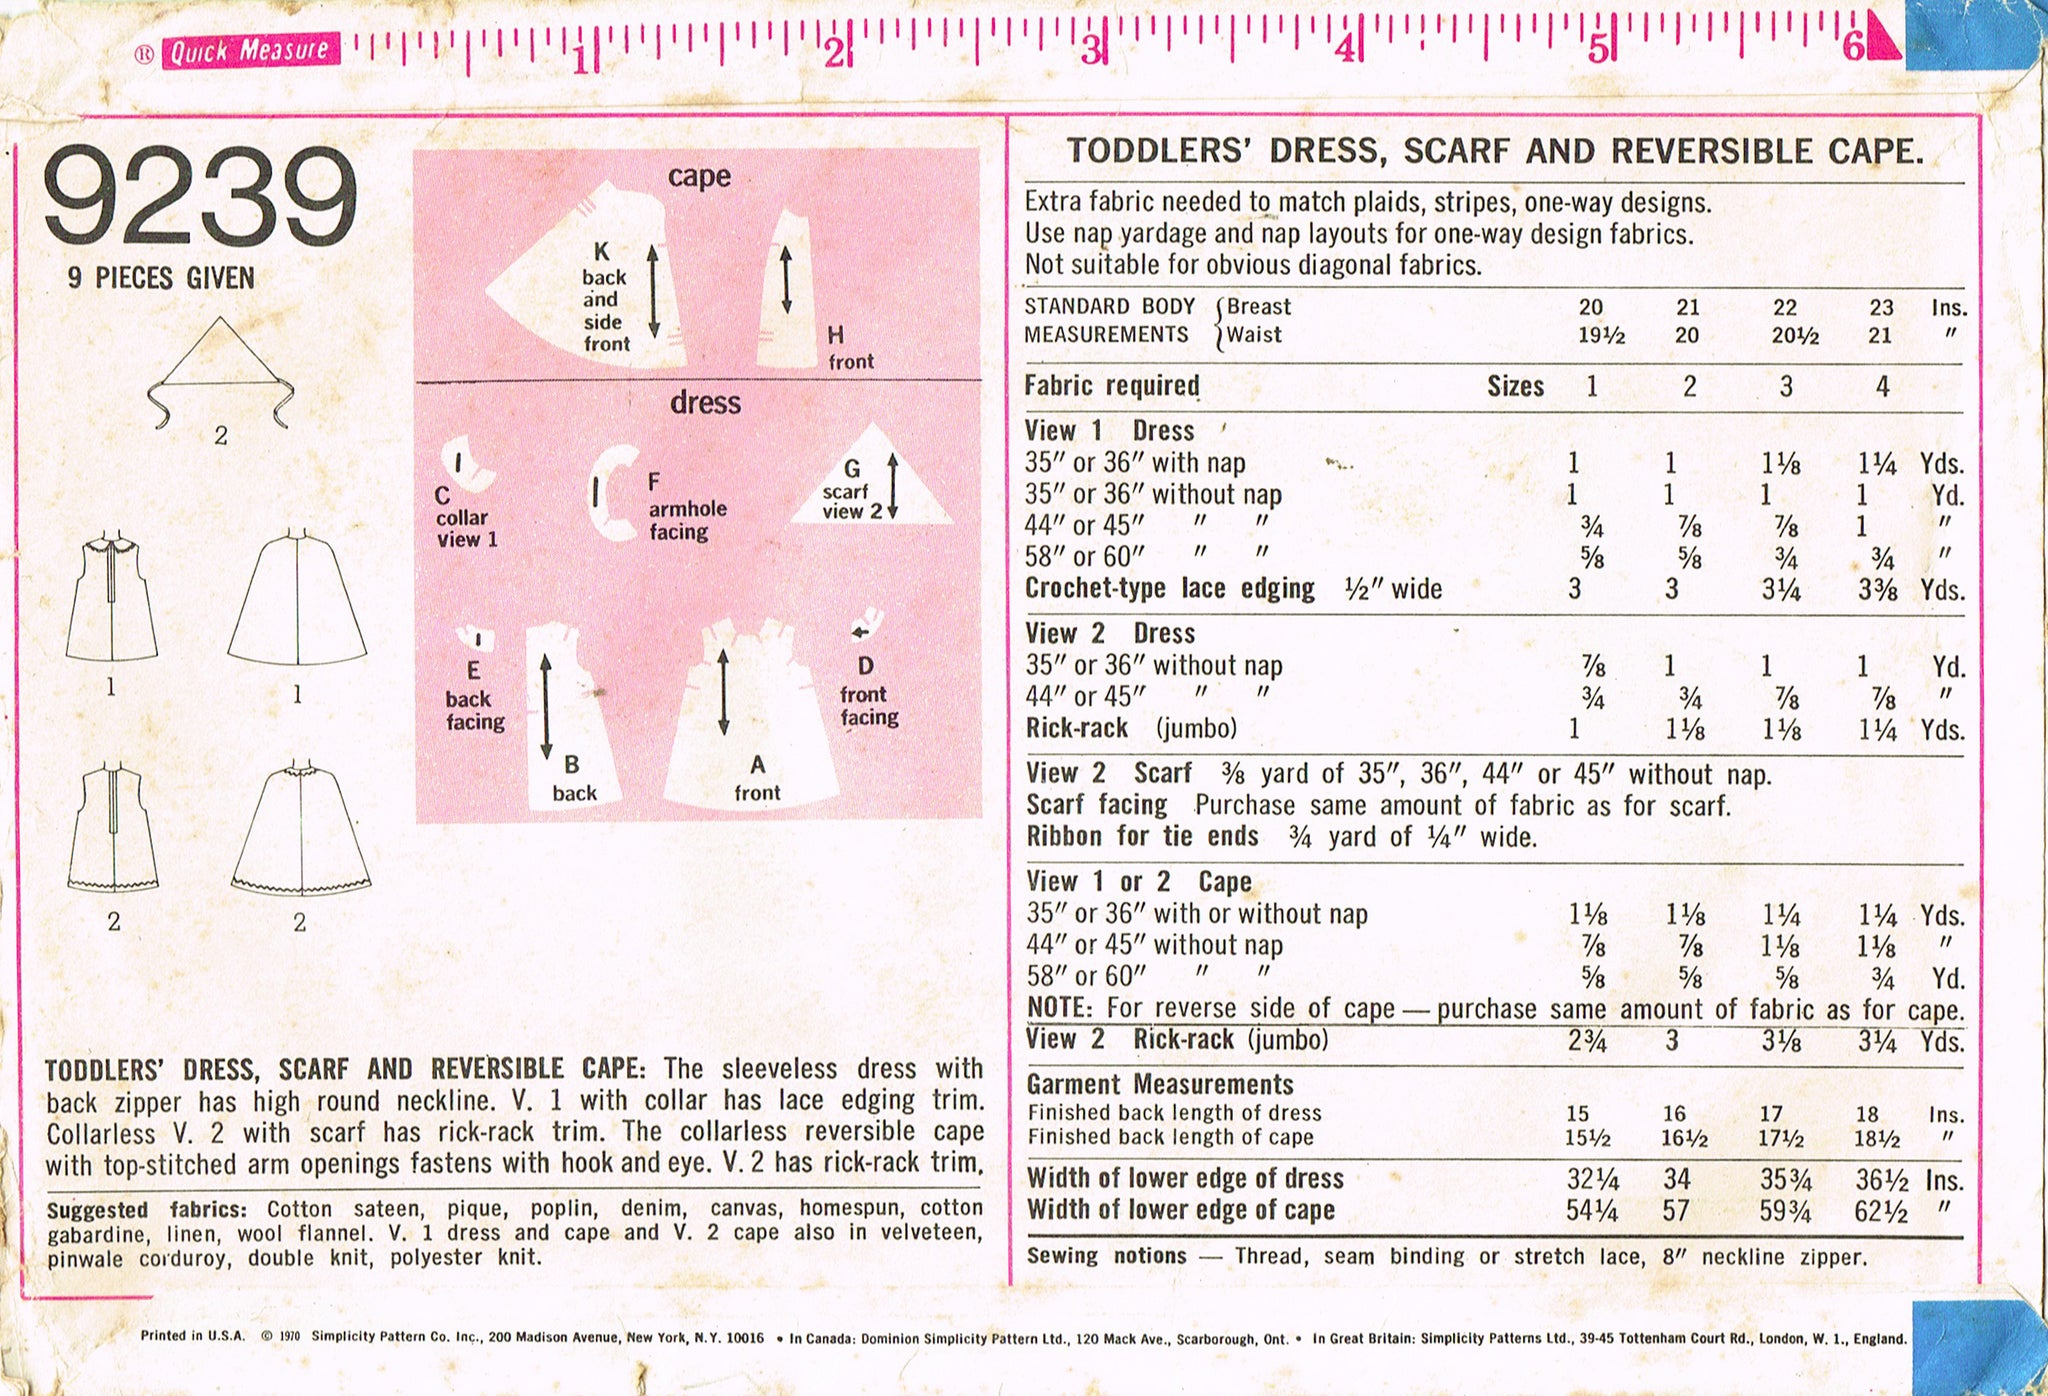 ® Quick Measure 1 2 3 4 5 6
9239
9 PIECES GIVEN
2
1 1
2 2
cape
K
back
and
side
front
H
front
dress
C
collar
view 1
F
armhole
facing
G
scarf
view 2
E
back
facing
B
back
A
front
D
front
facing
TODDLERS' DRESS, SCARF AND REVERSIBLE CAPE: The sleeveless dress with
back zipper has high round neckline. V. 1 with collar has lace edging trim.
Collarless V. 2 with scarf has rick-rack trim. The collarless reversible cape
with top-stitched arm openings fastens with hook and eye. V. 2 has rick-rack trim.
Suggested fabrics: Cotton sateen, pique, poplin, denim, canvas, homespun, cotton
gabardine, linen, wool flannel. V. 1 dress and cape and V. 2 cape also in velveteen,
pinwale corduroy, double knit, polyester knit.
TODDLERS' DRESS, SCARF AND REVERSIBLE CAPE.
Extra fabric needed to match plaids, stripes, one-way designs.
Use nap yardage and nap layouts for one-way design fabrics.
Not suitable for obvious diagonal fabrics.
STANDARD BODY { Breast 20 21 22 23 Ins.
MEASUREMENTS { Waist 19½ 20 20½ 21 "
Fabric required Sizes 1 2 3 4
View 1 Dress
35" or 36" with nap 1 1 1⅛ 1¼ Yds.
35" or 36" without nap 1 1 1 1 Yd.
44" or 45" " " ¾ ⅞ ⅞ 1 "
58" or 60" " " ⅝ ⅝ ¾ ¾ "
Crochet-type lace edging ½" wide 3 3 3¼ 3⅜ Yds.
View 2 Dress
35" or 36" without nap ⅞ 1 1 1 Yd.
44" or 45" " " ¾ ¾ ⅞ ⅞ "
Rick-rack (jumbo) 1 1⅛ 1⅛ 1¼ Yds.
View 2 Scarf ⅜ yard of 35", 36", 44" or 45" without nap.
Scarf facing Purchase same amount of fabric as for scarf.
Ribbon for tie ends ¾ yard of ¼" wide.
View 1 or 2 Cape
35" or 36" with or without nap 1⅛ 1⅛ 1¼ 1¼ Yds.
44" or 45" without nap ⅞ ⅞ 1⅛ 1⅛ "
58" or 60" " " ⅝ ⅝ ⅝ ¾ Yd.
NOTE: For reverse side of cape — purchase same amount of fabric as for cape.
View 2 Rick-rack (jumbo) 2¾ 3 3⅛ 3¼ Yds.
Garment Measurements
Finished back length of dress 15 16 17 18 Ins.
Finished back length of cape 15½ 16½ 17½ 18½ "
Width of lower edge of dress 32¼ 34 35¾ 36½ Ins.
Width of lower edge of cape 54¼ 57 59¾ 62½ "
Sewing notions — Thread, seam binding or stretch lace, 8" neckline zipper.
Printed in U.S.A. © 1970 Simplicity Pattern Co. Inc., 200 Madison Avenue, New York, N.Y. 10016 • In Canada: Dominion Simplicity Pattern Ltd., 120 Mack Ave., Scarborough, Ont. • In Great Britain: Simplicity Patterns Ltd., 39-45 Tottenham Court Rd., London, W. 1., England.